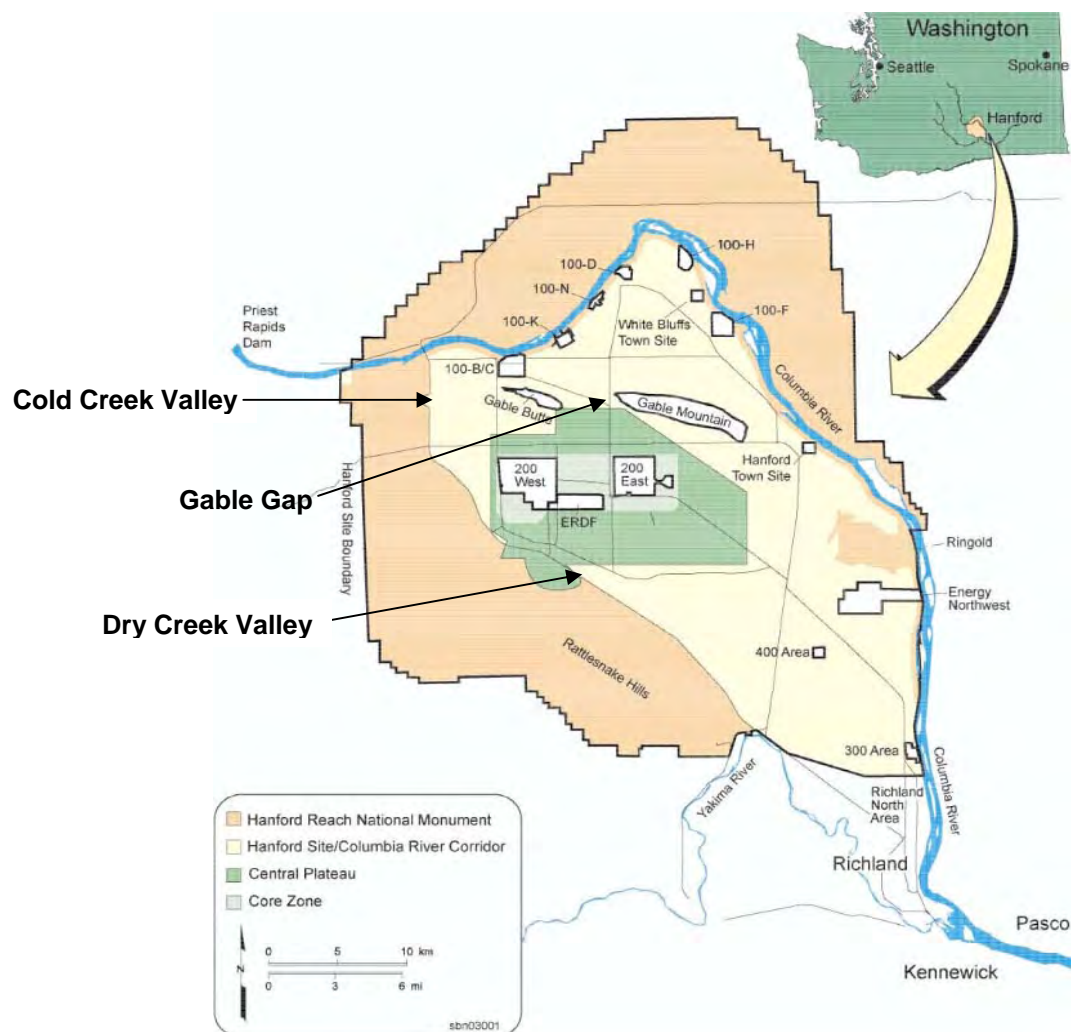 Washington
Seattle
Spokane
Hanford
100-H
100-D
100-N
100-F
Priest
Rapids
Dam
White Bluffs
Town Site
100-K
100-B/C
Columbia River
Cold Creek Valley
Gable Butte
Gable Mountain
Hanford
Town Site
200
West
200
East
Gable Gap
Hanford Site Boundary
ERDF
Ringold
Energy
Northwest
Dry Creek Valley
400 Area
Rattlesnake Hills
300 Area
Columbia River
Yakima River
Richland
North
Area
Hanford Reach National Monument
Hanford Site/Columbia River Corridor
Richland
Central Plateau
Core Zone
Pasco
0 5 10 km
N
0 3 6 mi
Kennewick
sbn03001